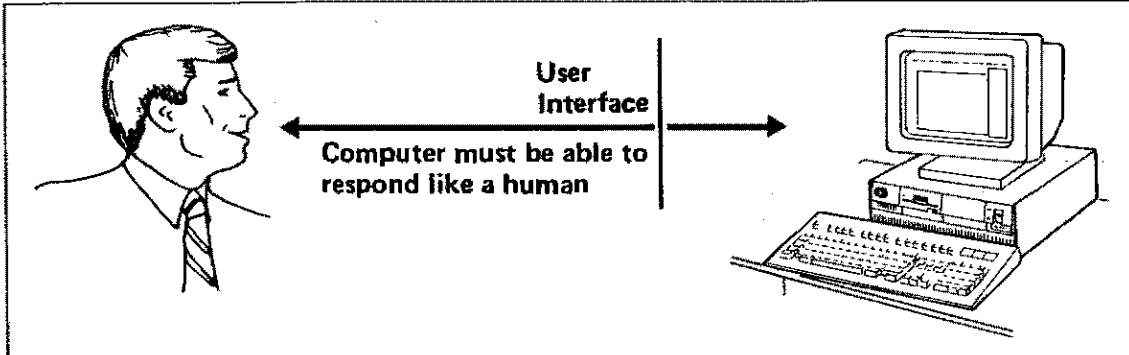 User
Interface
Computer must be able to
respond like a human